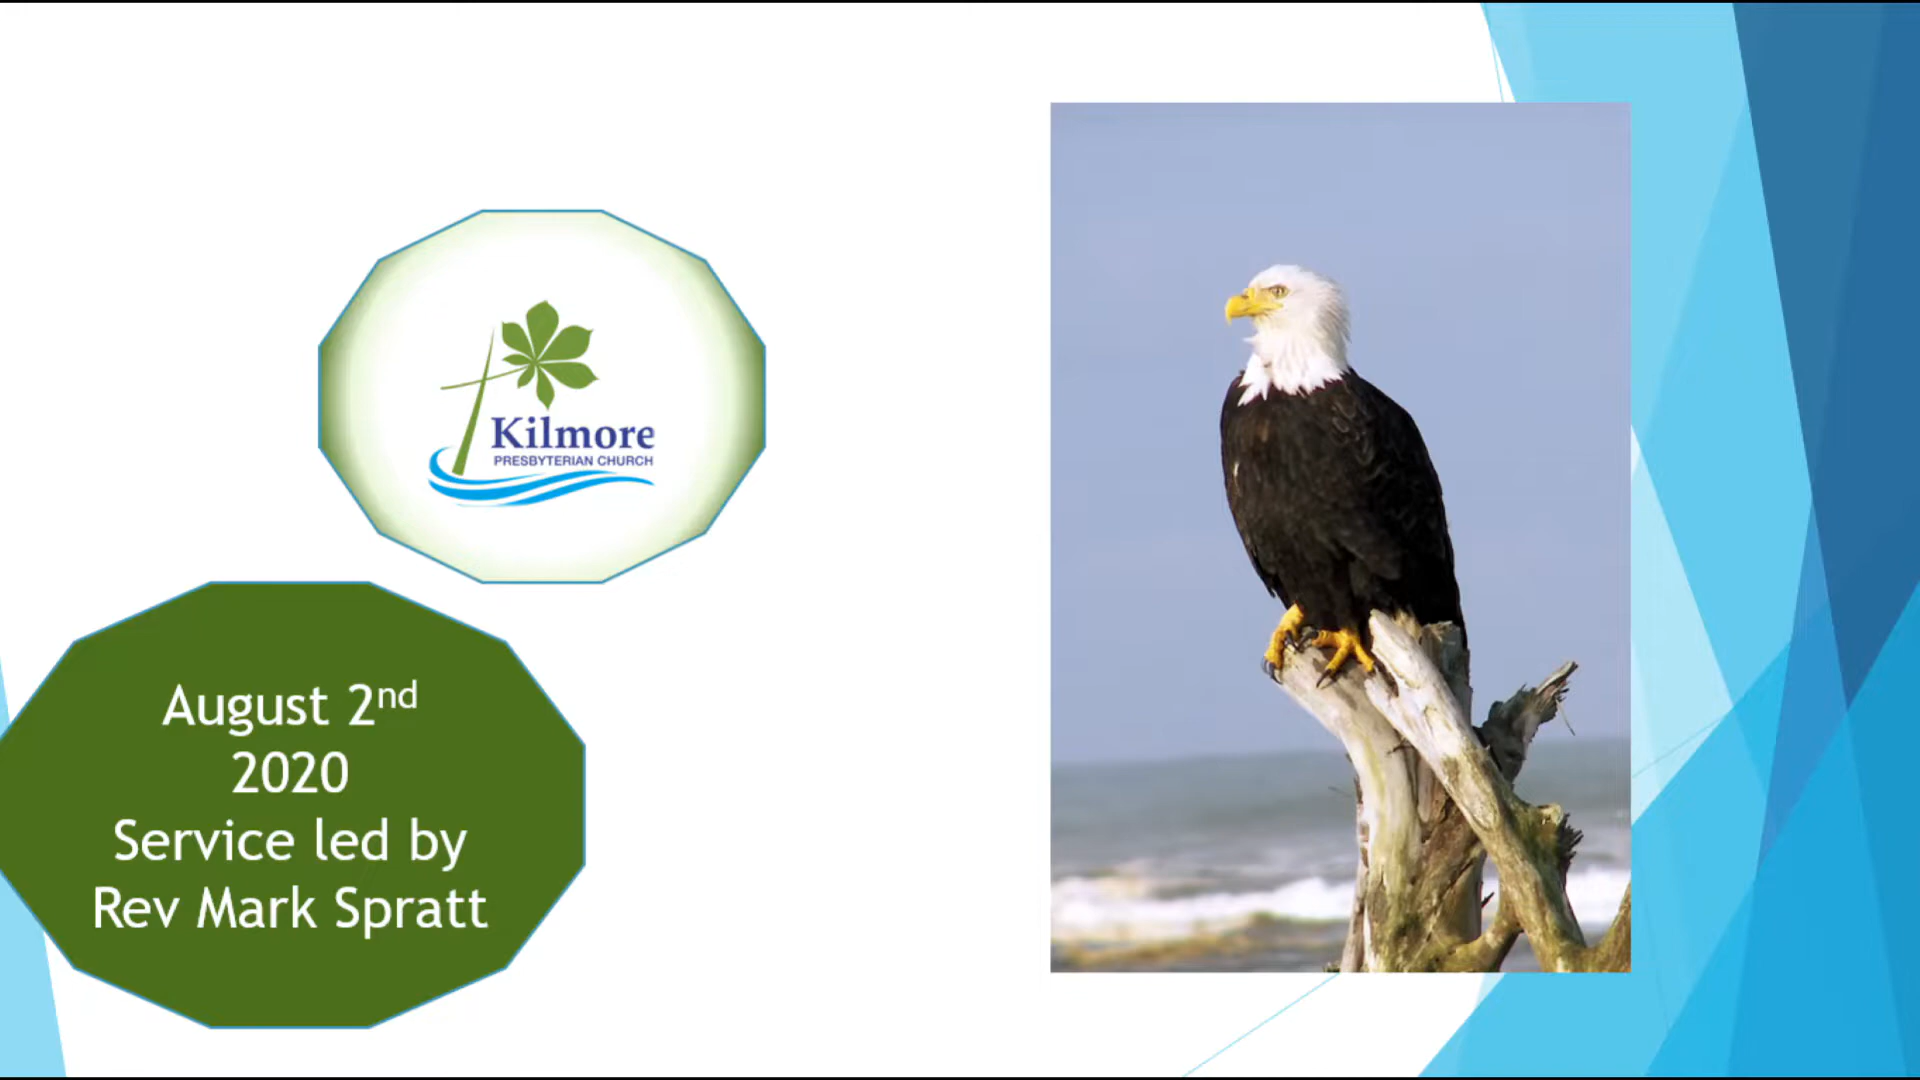 Kilmore
PRESBYTERIAN CHURCH
August 2nd
2020
Service led by
Rev Mark Spratt